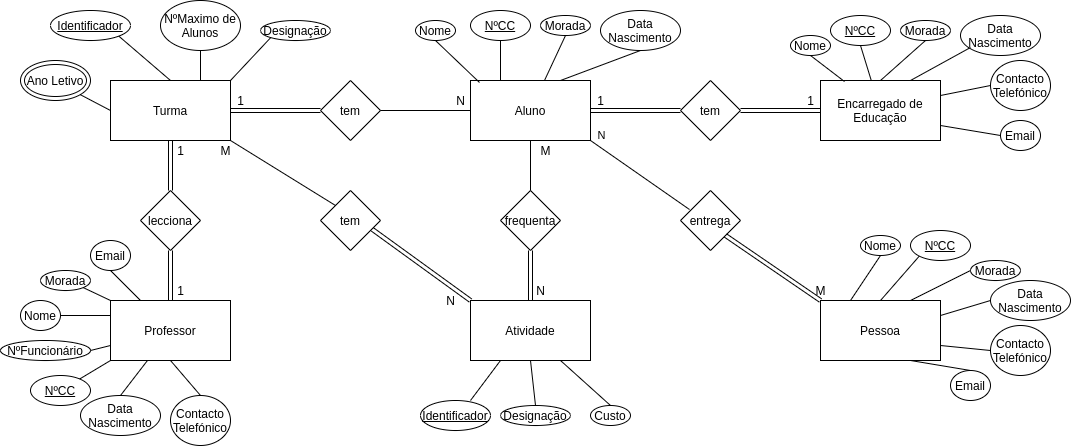 Identificador
NºMaximo de
Alunos
Designação
Ano Letivo
Turma
1
tem
N
Nome
NºCC
Morada
Data
Nascimento
Aluno
1
tem
1
Nome
NºCC
Morada
Data
Nascimento
Contacto
Telefónico
Email
Encarregado de
Educação
1
M
M
N
lecciona
tem
frequenta
entrega
1
N
N
M
Email
Morada
Nome
NºFuncionário
NºCC
Data
Nascimento
Contacto
Telefónico
Professor
Atividade
Identificador
Designação
Custo
Nome
NºCC
Morada
Data
Nascimento
Contacto
Telefónico
Email
Pessoa